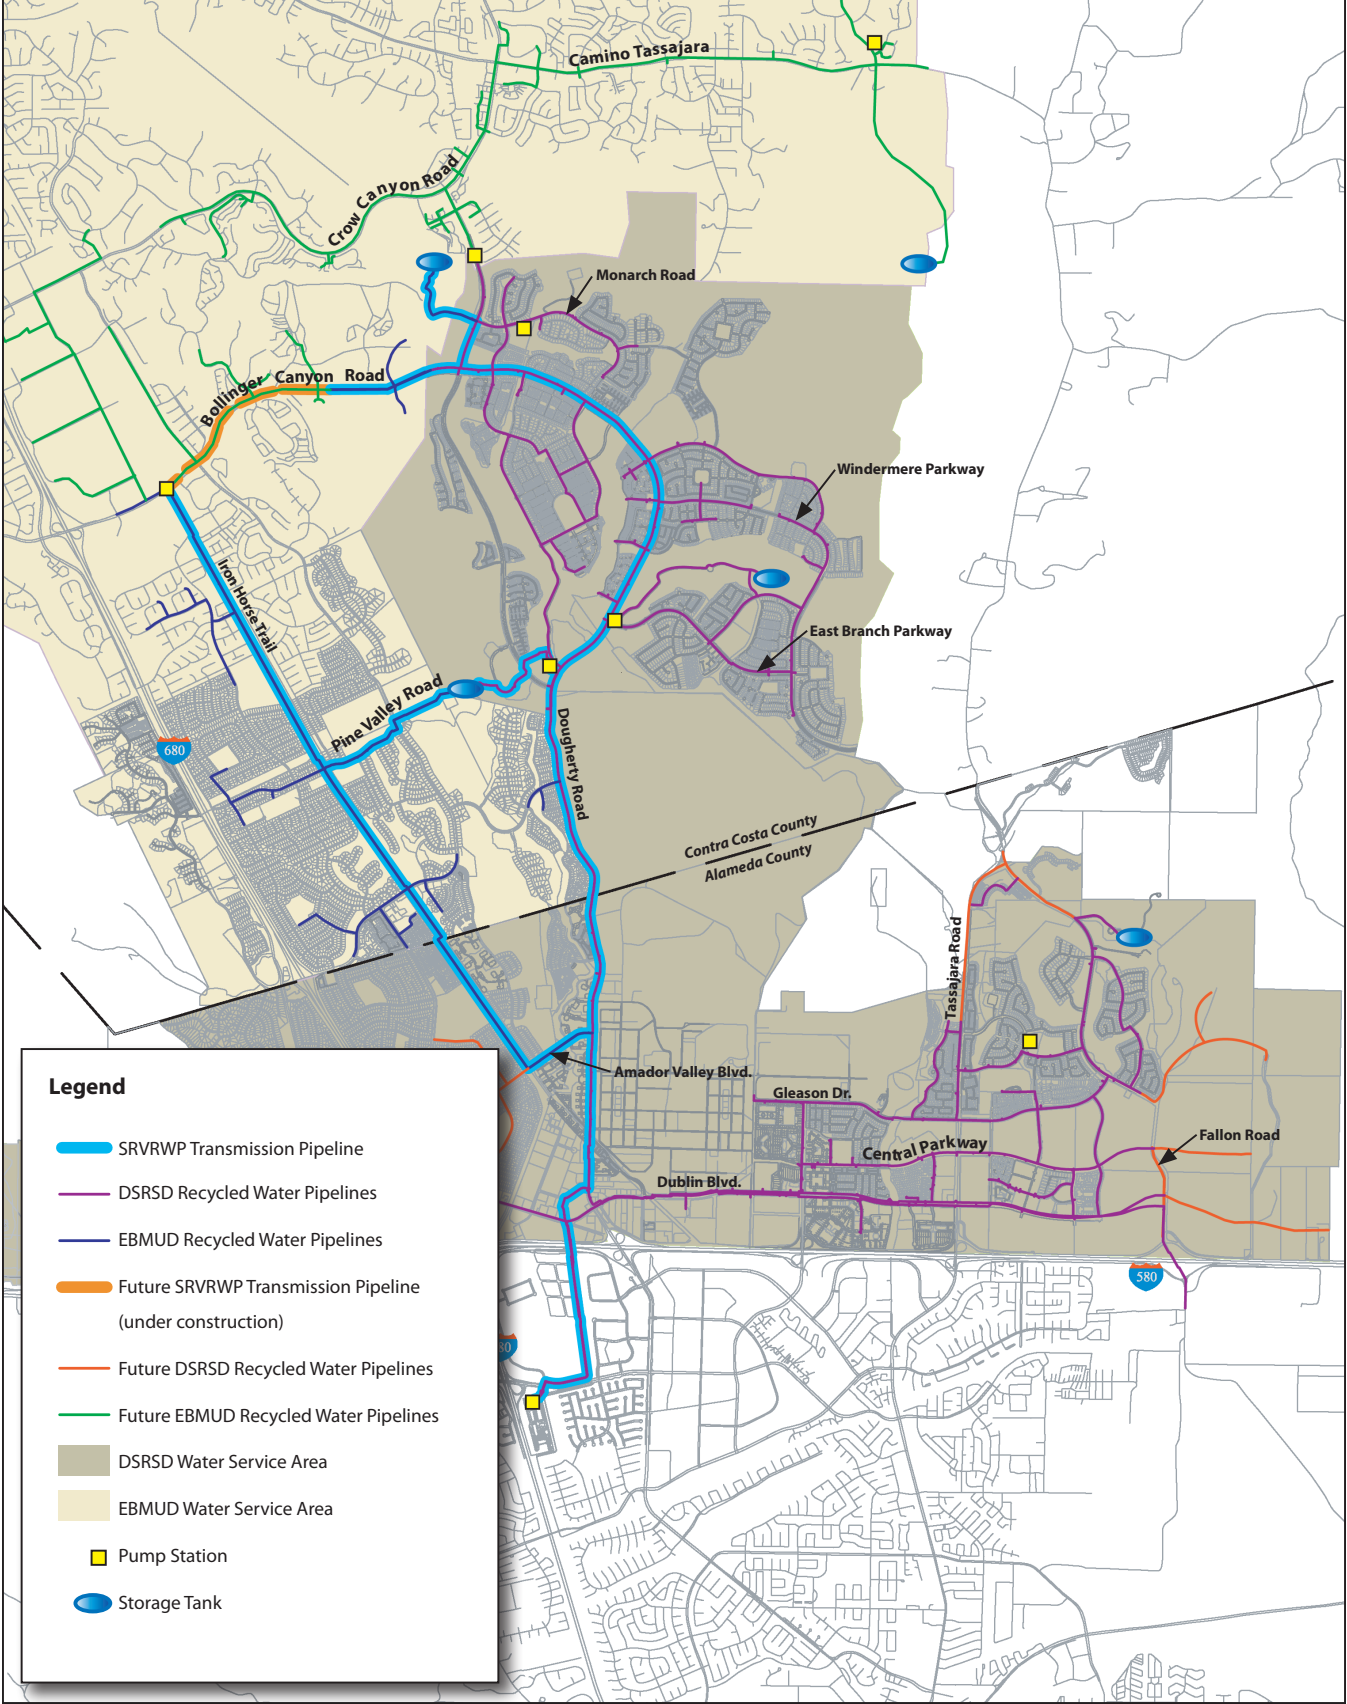 Camino Tassajara
Crow Canyon Road
Monarch Road
Bollinger Canyon Road
Windermere Parkway
Iron Horse Trail
East Branch Parkway
Pine Valley Road
680
Dougherty Road
Contra Costa County
Alameda County
Tassajara Road
Amador Valley Blvd.
Gleason Dr.
Central Parkway
Fallon Road
Dublin Blvd.
580
80
Legend
SRVRWP Transmission Pipeline
DSRSD Recycled Water Pipelines
EBMUD Recycled Water Pipelines
Future SRVRWP Transmission Pipeline
(under construction)
Future DSRSD Recycled Water Pipelines
Future EBMUD Recycled Water Pipelines
DSRSD Water Service Area
EBMUD Water Service Area
Pump Station
Storage Tank